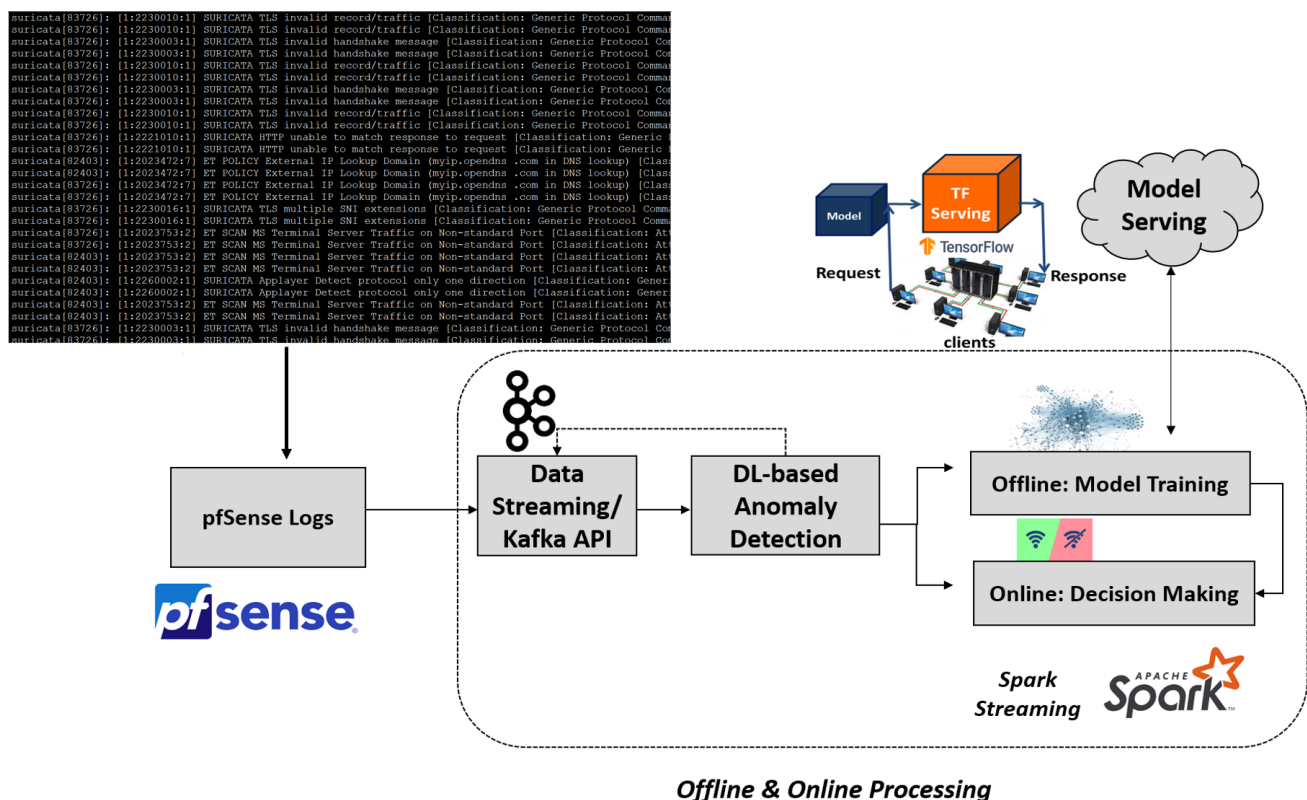 suricata[83726]: [1:2230010:1] SURICATA TLS invalid record/traffic [Classification: Generic Protocol Comma
suricata[83726]: [1:2230010:1] SURICATA TLS invalid record/traffic [Classification: Generic Protocol Comma
suricata[83726]: [1:2230003:1] SURICATA TLS invalid handshake message [Classification: Generic Protocol Co
suricata[83726]: [1:2230003:1] SURICATA TLS invalid handshake message [Classification: Generic Protocol Co
suricata[83726]: [1:2230010:1] SURICATA TLS invalid record/traffic [Classification: Generic Protocol Comma
suricata[83726]: [1:2230010:1] SURICATA TLS invalid record/traffic [Classification: Generic Protocol Comma
suricata[83726]: [1:2230003:1] SURICATA TLS invalid handshake message [Classification: Generic Protocol Co
suricata[83726]: [1:2230003:1] SURICATA TLS invalid handshake message [Classification: Generic Protocol Co
suricata[83726]: [1:2230010:1] SURICATA TLS invalid record/traffic [Classification: Generic Protocol Comma
suricata[83726]: [1:2230010:1] SURICATA TLS invalid record/traffic [Classification: Generic Protocol Comma
suricata[83726]: [1:2221010:1] SURICATA HTTP unable to match response to request [Classification: Generic
suricata[83726]: [1:2221010:1] SURICATA HTTP unable to match response to request [Classification: Generic
suricata[82403]: [1:2023472:7] ET POLICY External IP Lookup Domain (myip.opendns .com in DNS lookup) [Clas
suricata[82403]: [1:2023472:7] ET POLICY External IP Lookup Domain (myip.opendns .com in DNS lookup) [Clas
suricata[83726]: [1:2023472:7] ET POLICY External IP Lookup Domain (myip.opendns .com in DNS lookup) [Clas
suricata[83726]: [1:2023472:7] ET POLICY External IP Lookup Domain (myip.opendns .com in DNS lookup) [Clas
suricata[83726]: [1:2230016:1] SURICATA TLS multiple SNI extensions [Classification: Generic Protocol Comm
suricata[83726]: [1:2230016:1] SURICATA TLS multiple SNI extensions [Classification: Generic Protocol Comm
suricata[82403]: [1:2023753:2] ET SCAN MS Terminal Server Traffic on Non-standard Port [Classification: At
suricata[82403]: [1:2023753:2] ET SCAN MS Terminal Server Traffic on Non-standard Port [Classification: At
suricata[82403]: [1:2023753:2] ET SCAN MS Terminal Server Traffic on Non-standard Port [Classification: At
suricata[82403]: [1:2023753:2] ET SCAN MS Terminal Server Traffic on Non-standard Port [Classification: At
suricata[82403]: [1:2260002:1] SURICATA Applayer Detect protocol only one direction [Classification: Gener
suricata[82403]: [1:2260002:1] SURICATA Applayer Detect protocol only one direction [Classification: Gener
suricata[82403]: [1:2023753:2] ET SCAN MS Terminal Server Traffic on Non-standard Port [Classification: At
suricata[82403]: [1:2023753:2] ET SCAN MS Terminal Server Traffic on Non-standard Port [Classification: At
suricata[83726]: [1:2230003:1] SURICATA TLS invalid handshake message [Classification: Generic Protocol Co
suricata[83726]: [1:2230003:1] SURICATA TLS invalid handshake message [Classification: Generic Protocol Co
Model
TF
Serving
TensorFlow
Request
Response
clients
Model
Serving
pfSense Logs
pfsense
Data
Streaming/
Kafka API
DL-based
Anomaly
Detection
Offline: Model Training
Online: Decision Making
Spark
Streaming
APACHE
Spark
Offline & Online Processing